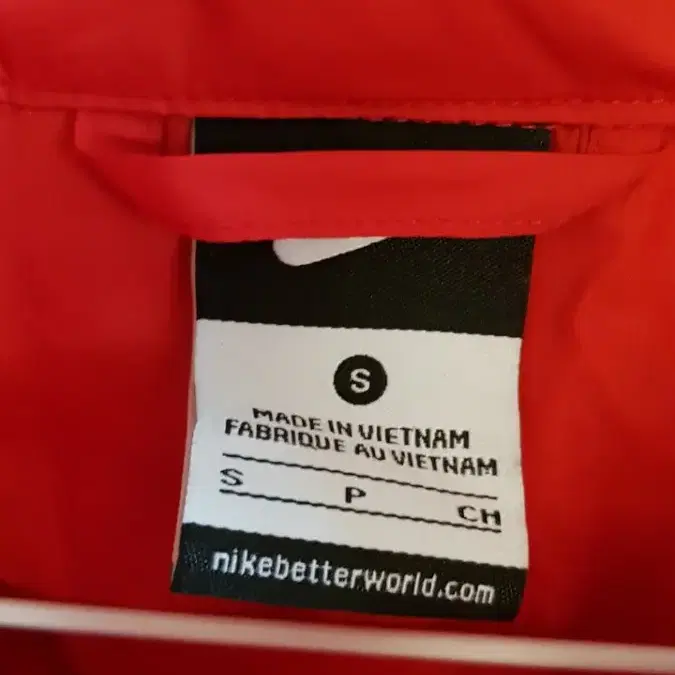 S
MADE IN VIETNAM
FABRIQUE AU VIETNAM
S P CH
nikebetterworld.com